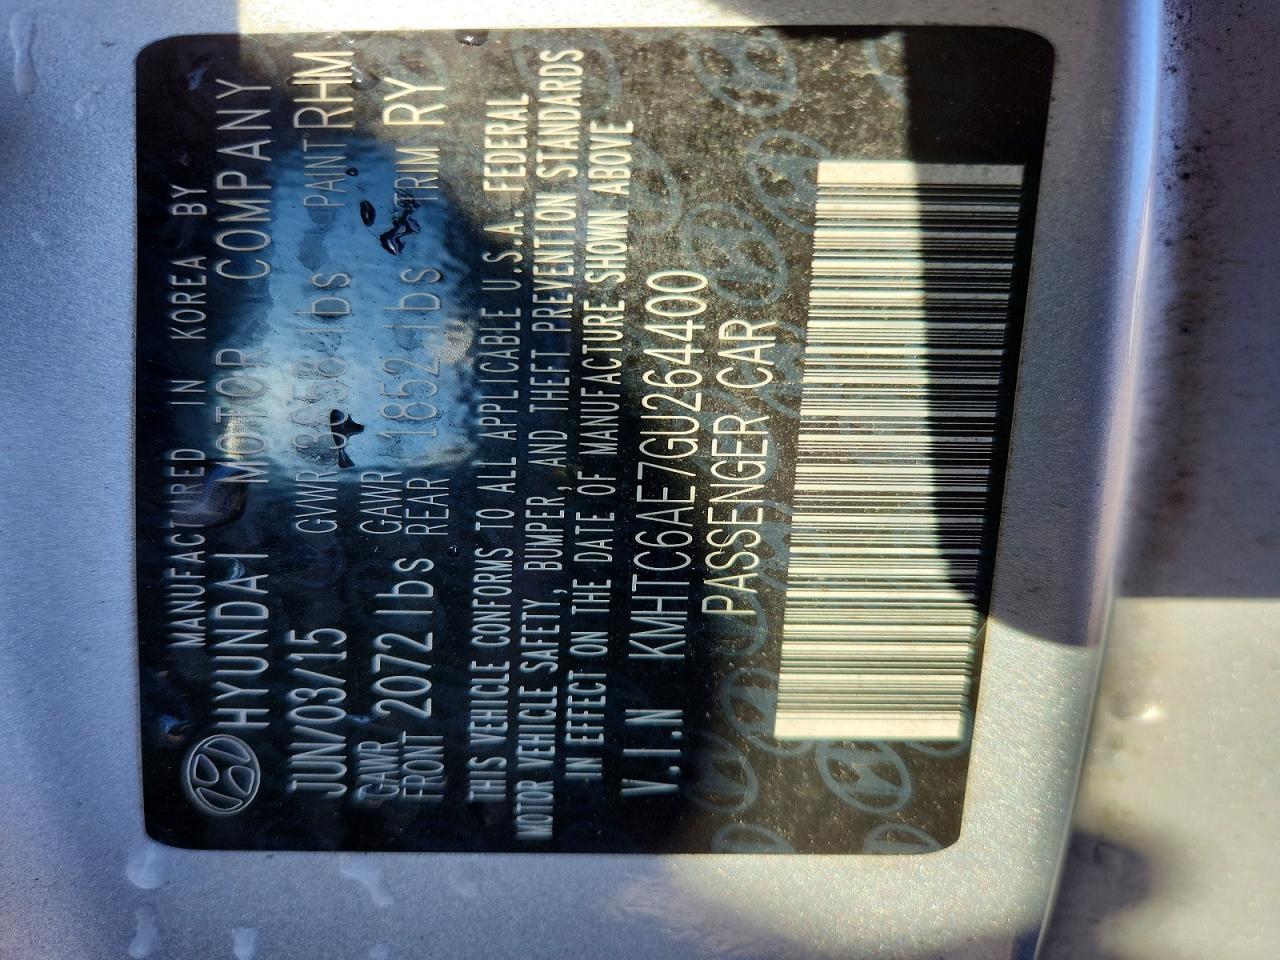 MANUFACTURED IN KOREA BY
HYUNDAI MOTOR COMPANY
JUN/03/15 GVWR 3858 lbs PAINT RHM
GAWR FRONT 2072 lbs GAWR REAR 1852 lbs TRIM RY
THIS VEHICLE CONFORMS TO ALL APPLICABLE U.S.A. FEDERAL
MOTOR VEHICLE SAFETY, BUMPER, AND THEFT PREVENTION STANDARDS
IN EFFECT ON THE DATE OF MANUFACTURE SHOWN ABOVE
V.I.N KMHTC6AE7GU264400
PASSENGER CAR